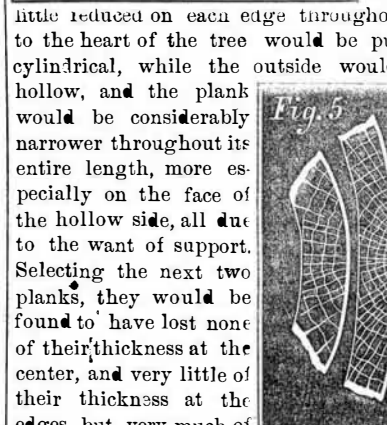 little reduced on each edge
to the heart of the tree would be
cylindrical, while the outside
hollow, and the plank
would be considerably
narrower throughout its
entire length, more es-
pecially on the face of
the hollow side, all due
to the want of support.
Selecting the next two
planks, they would be
found to have lost none
of their thickness at the
center, and very little of
their thickness at the
edges, but very much of
Fig. 5